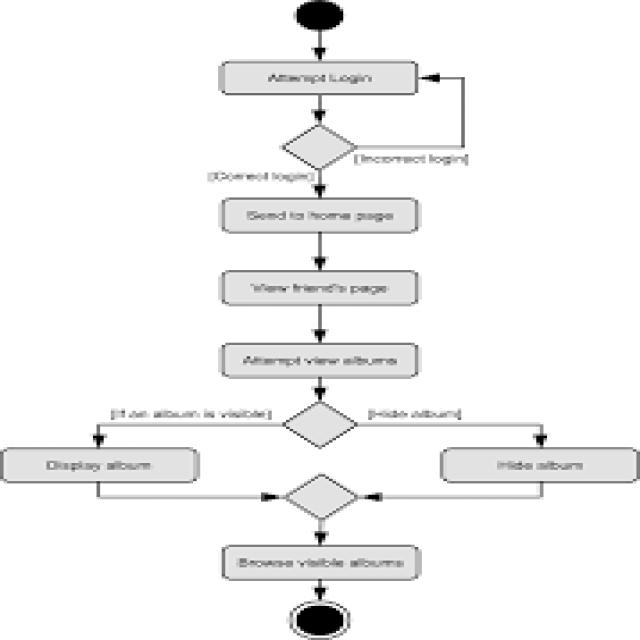 Attempt Login
[Incorrect login]
[Correct login]
Send to home page
View friend's page
Attempt view albums
[If an album is visible]
[Hide album]
Display album
Hide album
Browse visible albums